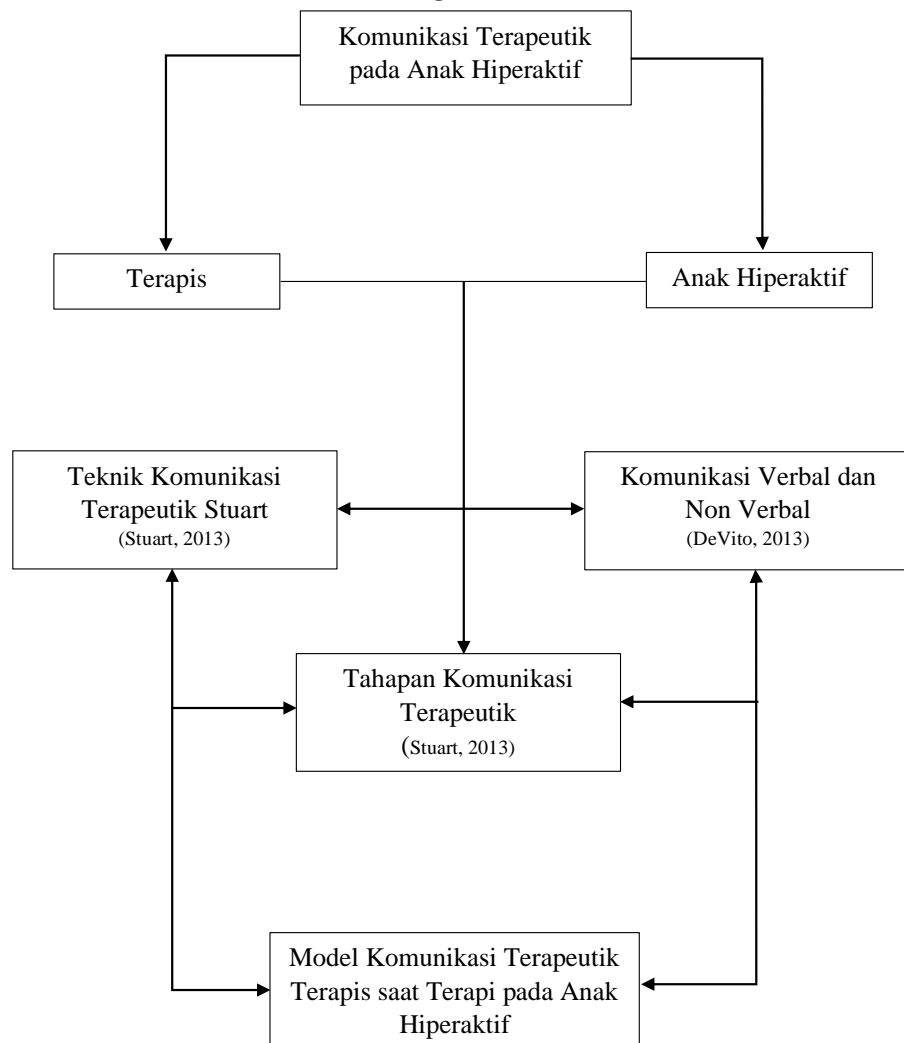 Komunikasi Terapeutik
pada Anak Hiperaktif
Terapis
Anak Hiperaktif
Teknik Komunikasi
Terapeutik Stuart
(Stuart, 2013)
Komunikasi Verbal dan
Non Verbal
(DeVito, 2013)
Tahapan Komunikasi
Terapeutik
(Stuart, 2013)
Model Komunikasi Terapeutik
Terapis saat Terapi pada Anak
Hiperaktif